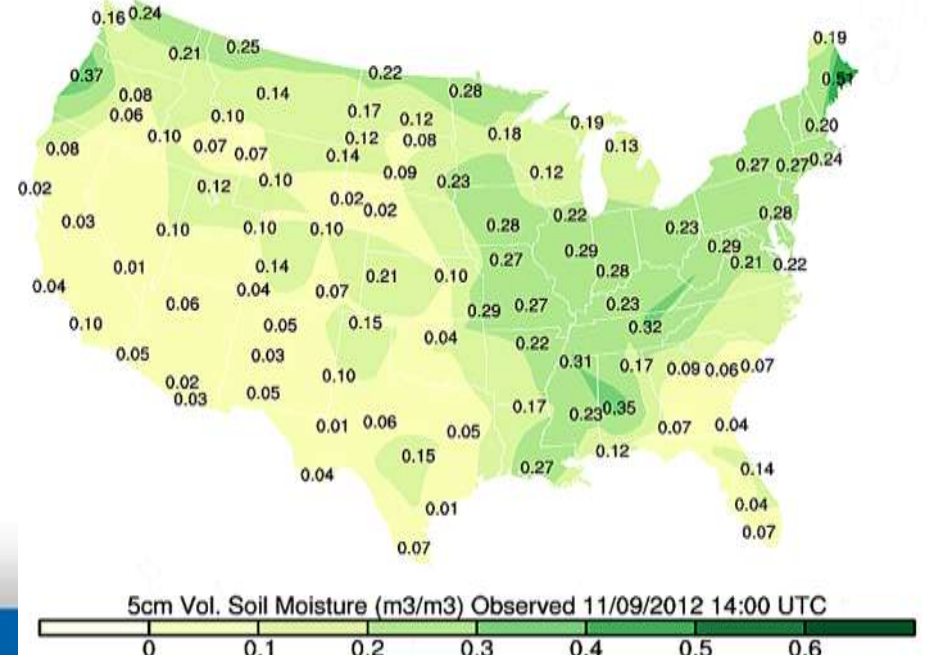 0.16 0.24
0.19
0.21 0.25
0.37 0.22 0.51
0.08 0.14 0.28
0.06 0.10 0.17 0.12 0.19 0.20
0.10 0.12 0.08 0.18
0.08 0.07 0.07 0.14 0.13
0.27 0.27 0.24
0.02 0.12 0.10 0.09 0.23 0.12
0.02 0.02
0.03 0.10 0.10 0.10 0.28 0.22 0.23 0.28
0.01 0.14 0.21 0.10 0.27 0.29 0.28 0.29 0.21 0.22
0.04 0.06 0.04 0.07 0.29 0.27 0.23
0.10 0.05 0.15 0.04 0.22 0.32
0.05 0.03 0.31 0.17 0.09 0.06 0.07
0.02 0.03 0.05 0.10
0.17 0.23 0.35
0.01 0.06 0.05 0.07 0.04
0.04 0.15 0.27 0.12 0.14
0.01 0.04
0.07 0.07
5cm Vol. Soil Moisture (m3/m3) Observed 11/09/2012 14:00 UTC
0 0.1 0.2 0.3 0.4 0.5 0.6